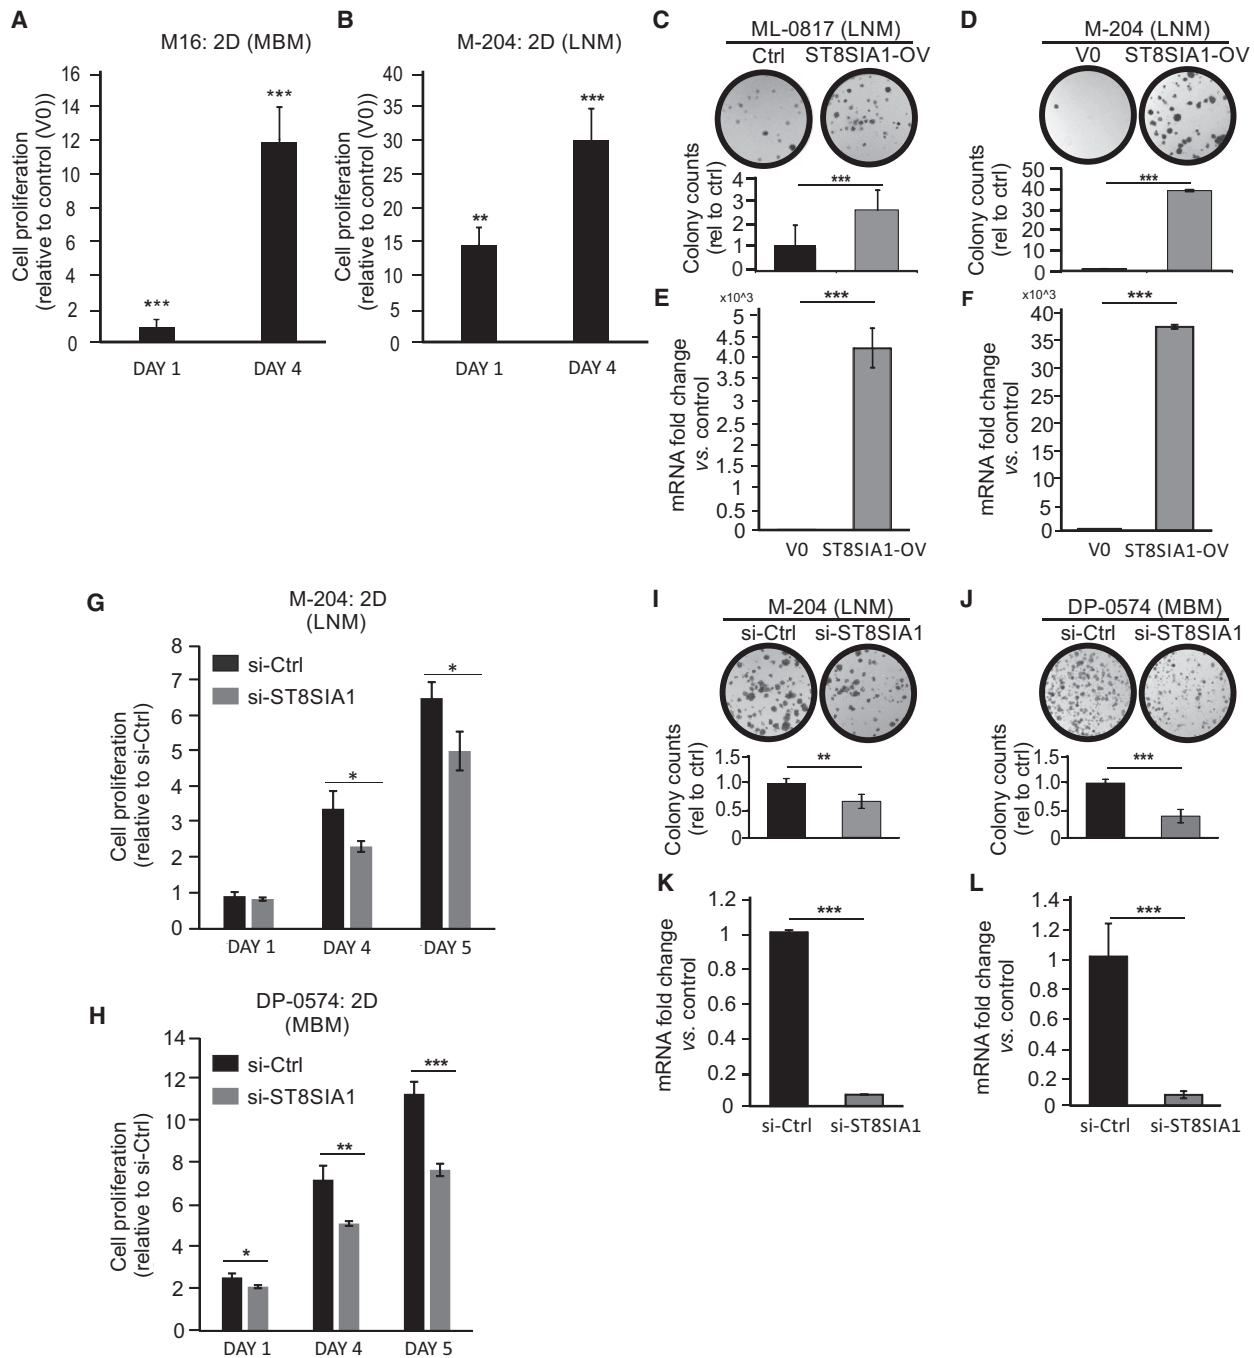 A
M16: 2D (MBM)
Cell proliferation
(relative to control (V0))
16
14
12
10
8
6
4
2
0
***
***
DAY 1
DAY 4
B
M-204: 2D (LNM)
Cell proliferation
(relative to control (V0))
40
35
30
25
20
15
10
5
0
**
***
DAY 1
DAY 4
C
ML-0817 (LNM)
Ctrl
ST8SIA1-OV
Colony counts
(rel to ctrl)
4
3
2
1
0
***
D
M-204 (LNM)
V0
ST8SIA1-OV
Colony counts
(rel to ctrl)
50
40
30
20
10
0
***
E
x10^3
mRNA fold change
vs. control
5
4.5
4.0
3.5
3
2.5
2
1.5
1
0.5
0
***
V0
ST8SIA1-OV
F
x10^3
mRNA fold change
vs. control
40
35
30
25
20
15
10
5
0
***
V0
ST8SIA1-OV
G
M-204: 2D
(LNM)
Cell proliferation
(relative to si-Ctrl)
8
7
6
5
4
3
2
1
0
si-Ctrl
si-ST8SIA1
*
*
DAY 1
DAY 4
DAY 5
H
DP-0574: 2D
(MBM)
Cell proliferation
(relative to si-Ctrl)
14
12
10
8
6
4
2
0
si-Ctrl
si-ST8SIA1
*
**
***
DAY 1
DAY 4
DAY 5
I
M-204 (LNM)
si-Ctrl
si-ST8SIA1
Colony counts
(rel to ctrl)
1.5
1.0
0.5
0
**
J
DP-0574 (MBM)
si-Ctrl
si-ST8SIA1
Colony counts
(rel to ctrl)
1.5
1.0
0.5
0
***
K
mRNA fold change
vs. control
1.2
1
0.8
0.6
0.4
0.2
0
***
si-Ctrl
si-ST8SIA1
L
mRNA fold change
vs. control
1.4
1.2
1
0.8
0.6
0.4
0.2
0
***
si-Ctrl
si-ST8SIA1